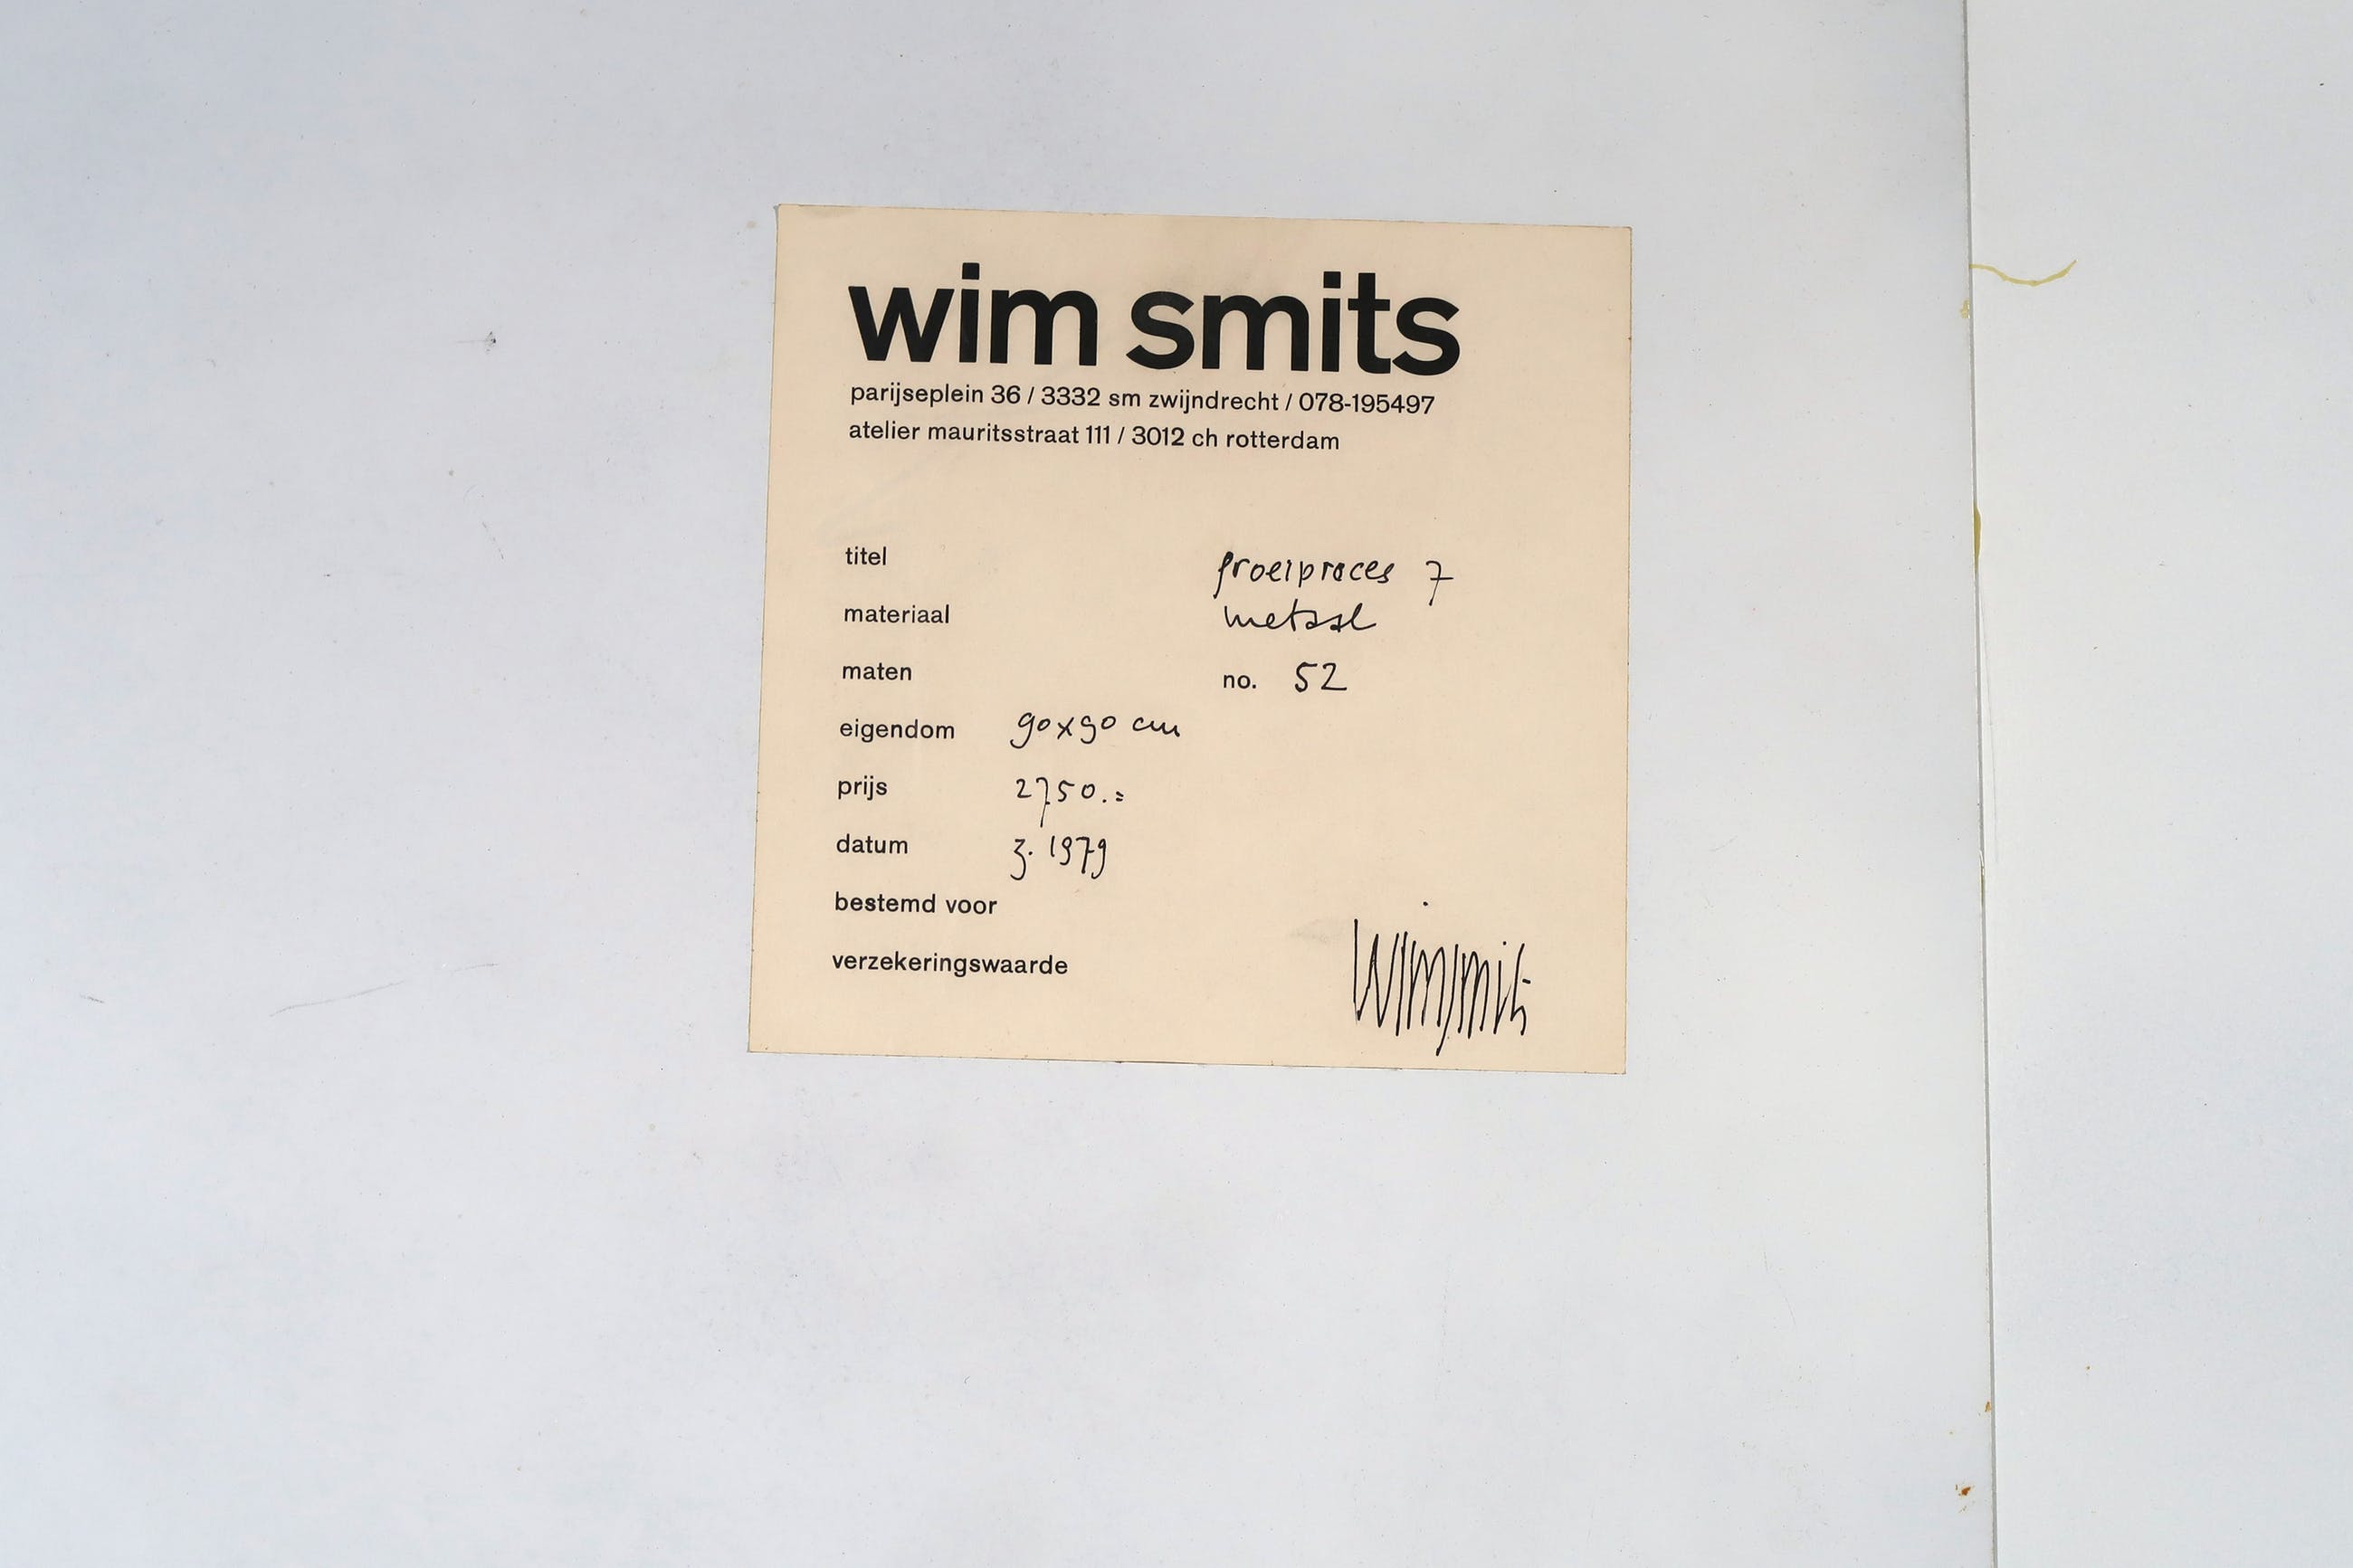 wim smits
parijseplein 36 / 3332 sm zwijndrecht / 078-195497
atelier mauritsstraat 111 / 3012 ch rotterdam
titel groeiproces 7
materiaal metaal
maten no. 52
eigendom 90x90 cm
prijs 2750.=
datum 3. 1979
bestemd voor
verzekeringswaarde
wim smits